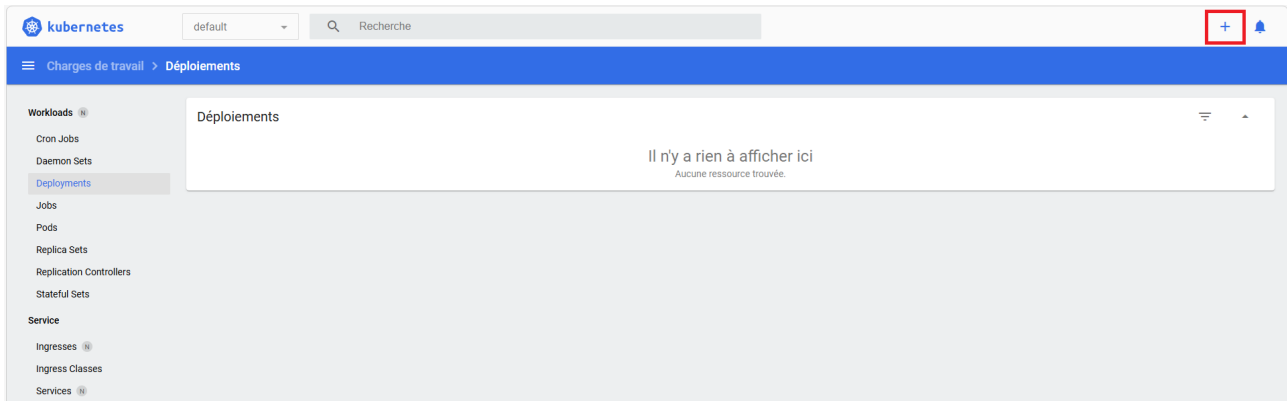 kubernetes
default
Recherche
Charges de travail > Déploiements
Workloads N
Cron Jobs
Daemon Sets
Deployments
Jobs
Pods
Replica Sets
Replication Controllers
Stateful Sets
Service
Ingresses N
Ingress Classes
Services N
Déploiements
Il n'y a rien à afficher ici
Aucune ressource trouvée.